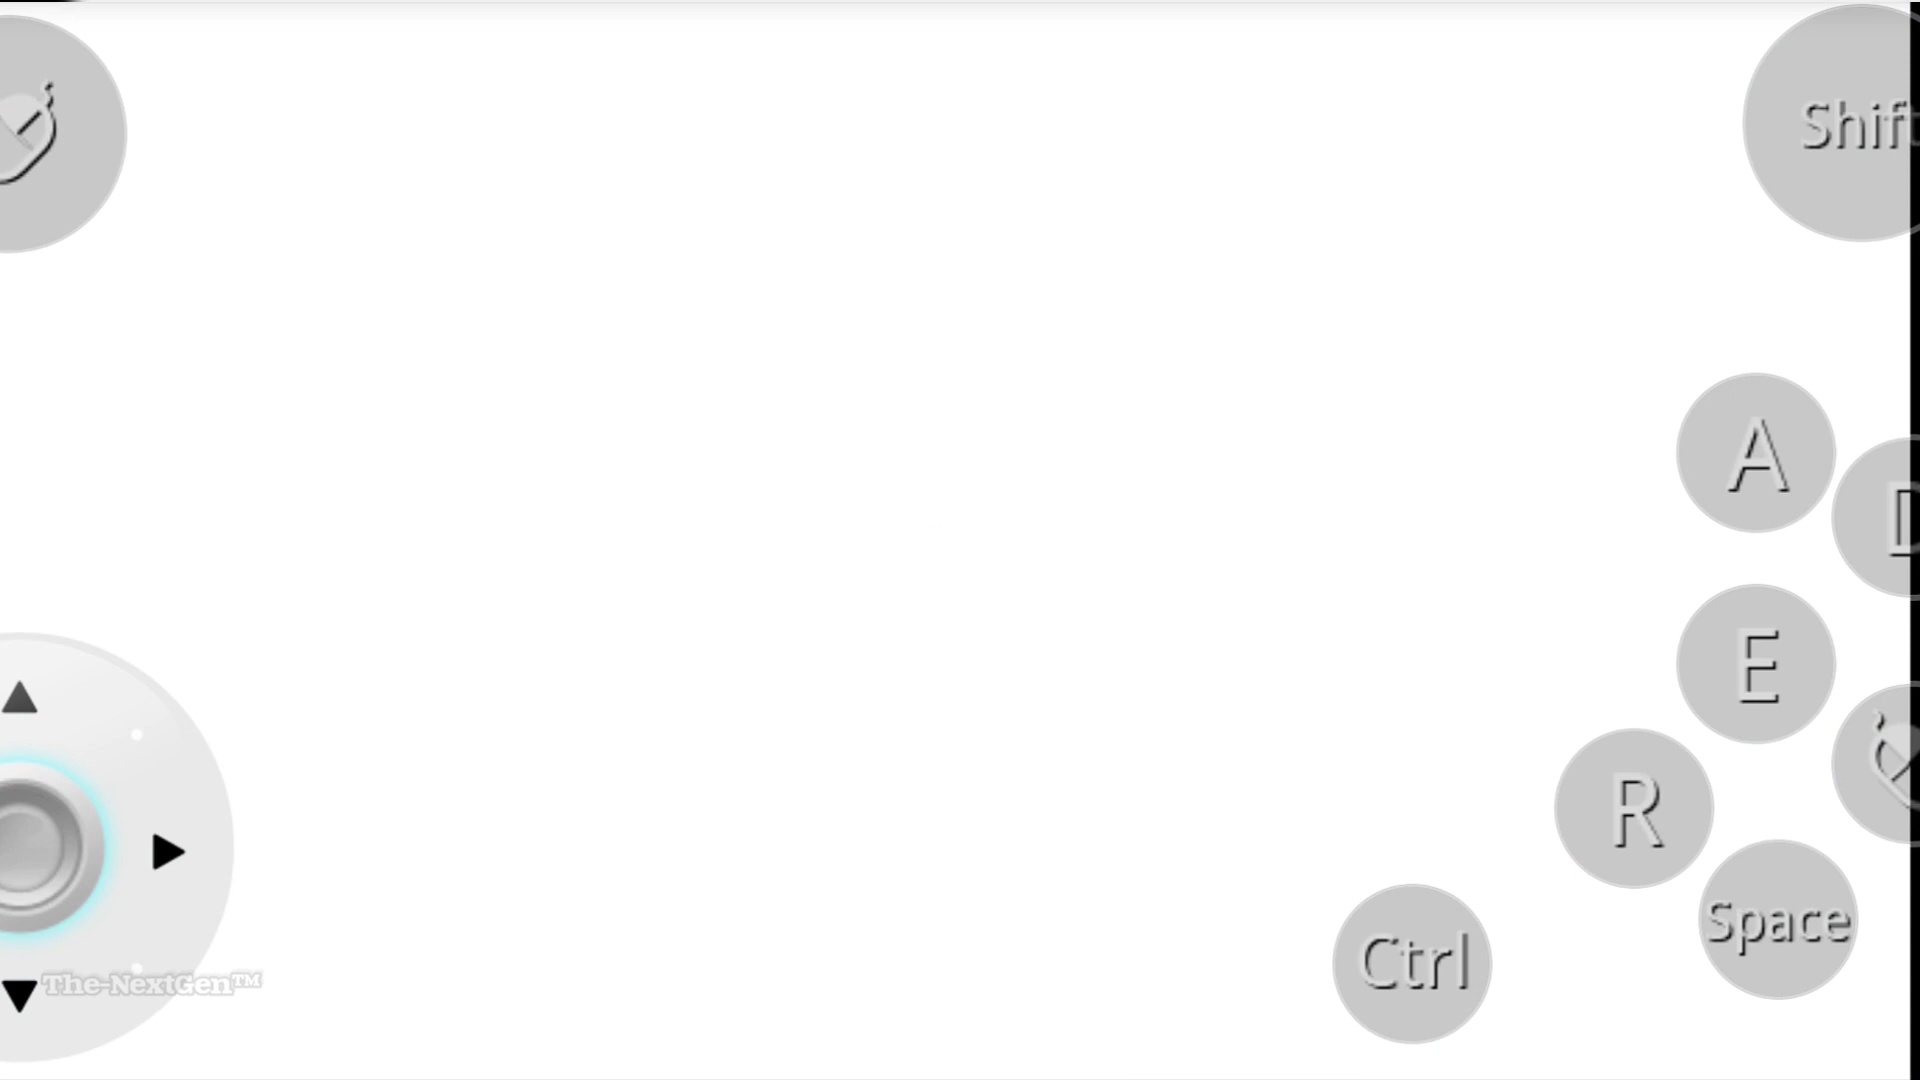 Shift
A
D
E
R
Space
Ctrl
The-NextGen™